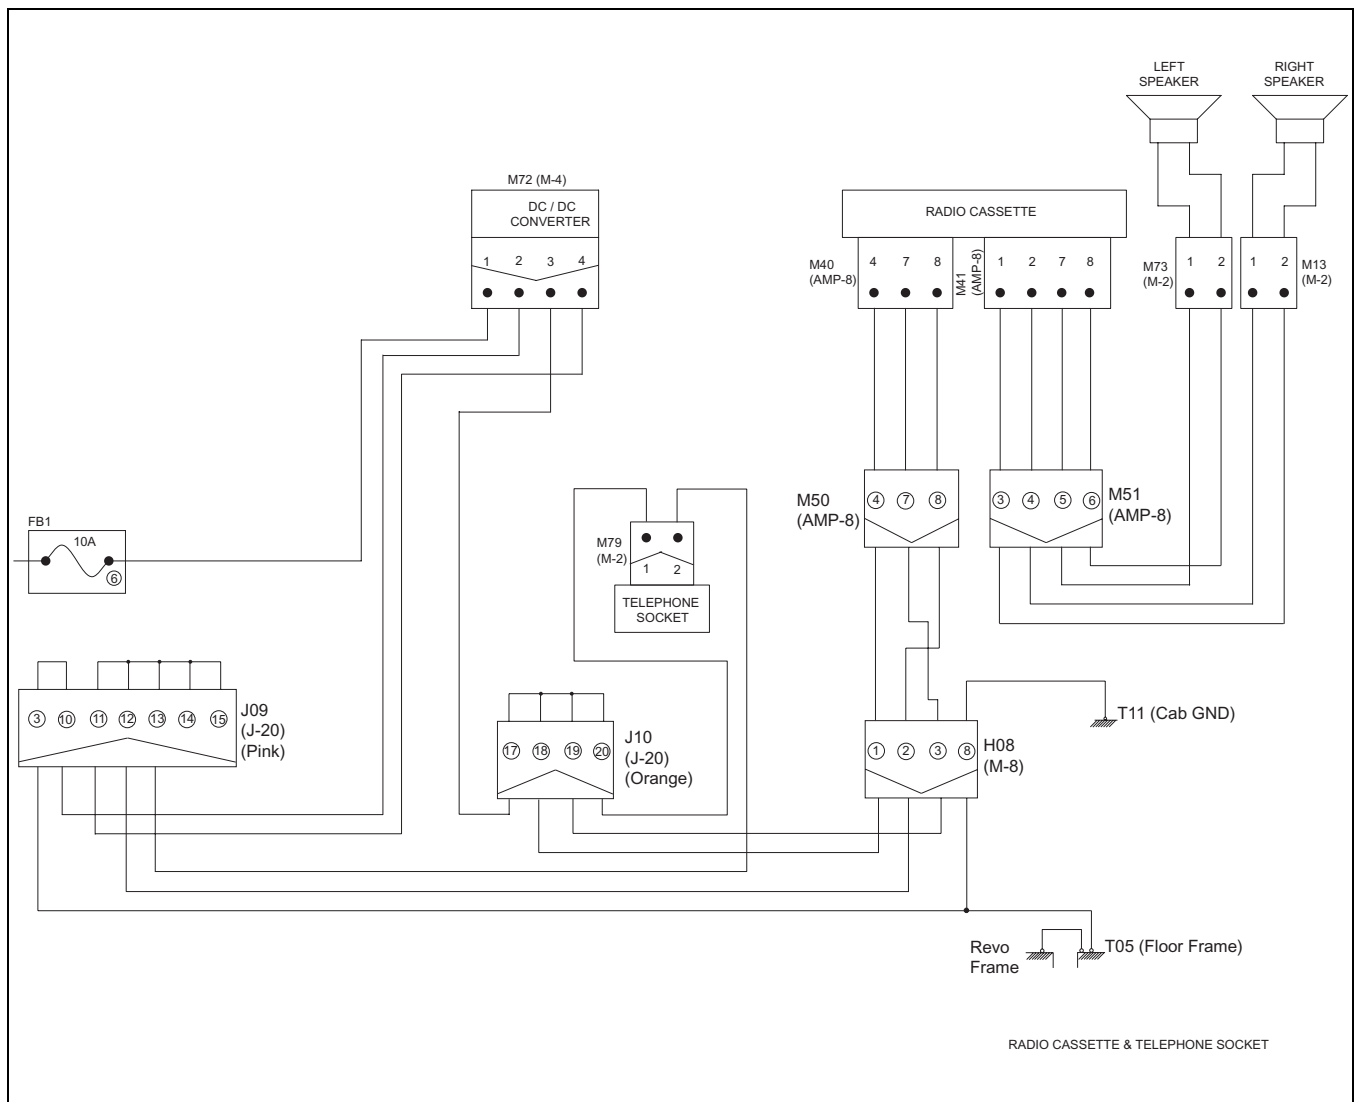 LEFT
SPEAKER
RIGHT
SPEAKER
M72 (M-4)
DC / DC
CONVERTER
1 2 3 4
RADIO CASSETTE
M40
(AMP-8)
4 7 8
M41
(AMP-8)
1 2 7 8
M73
(M-2)
1 2
1 2
M13
(M-2)
M50
(AMP-8)
4 7 8
3 4 5 6
M51
(AMP-8)
FB1
10A
6
M79
(M-2)
1 2
TELEPHONE
SOCKET
3 10 11 12 13 14 15
J09
(J-20)
(Pink)
17 18 19 20
J10
(J-20)
(Orange)
1 2 3 8
H08
(M-8)
T11 (Cab GND)
Revo
Frame
T05 (Floor Frame)
RADIO CASSETTE & TELEPHONE SOCKET